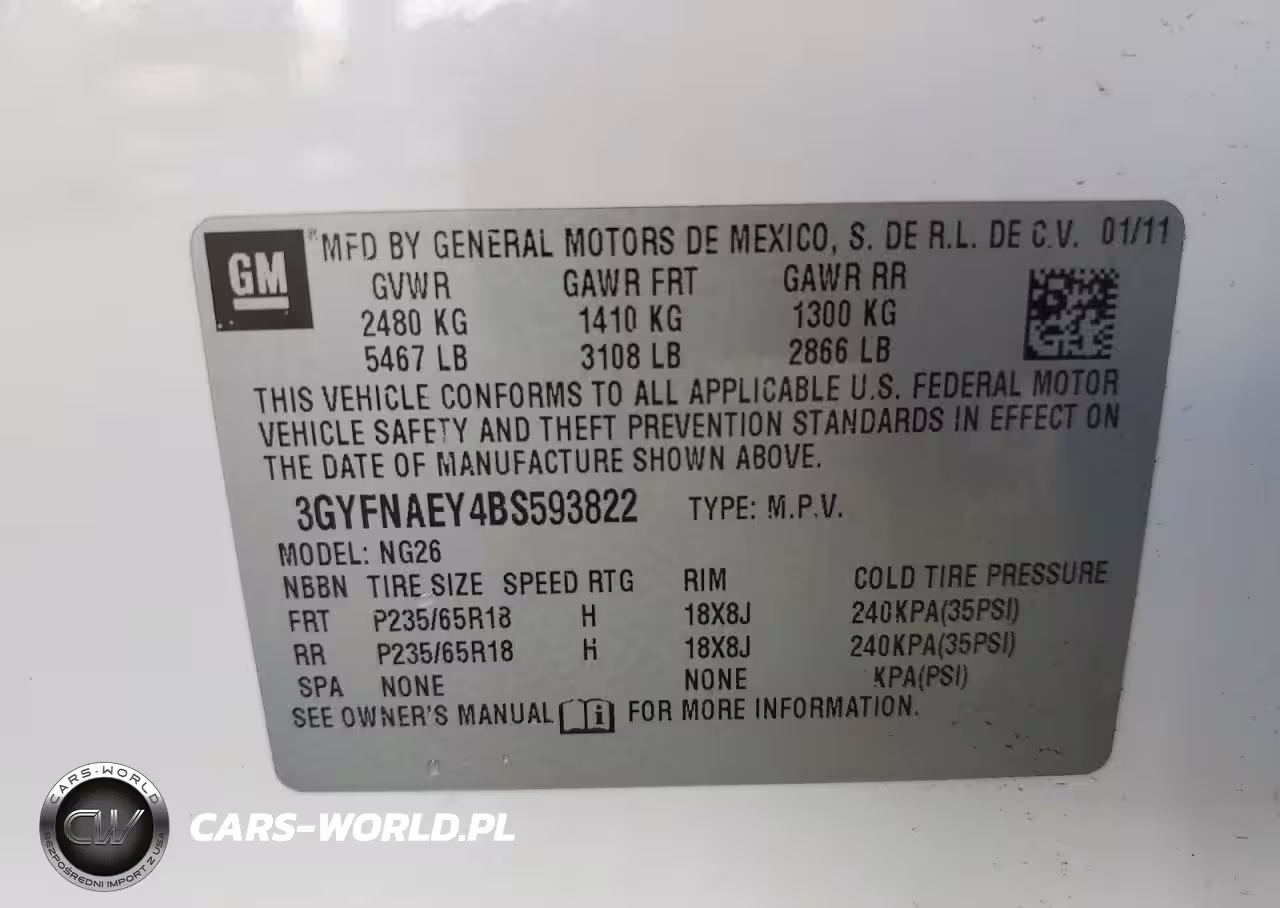 GM ® MFD BY GENERAL MOTORS DE MEXICO, S. DE R.L. DE C.V. 01/11
GVWR GAWR FRT GAWR RR
2480 KG 1410 KG 1300 KG
5467 LB 3108 LB 2866 LB
THIS VEHICLE CONFORMS TO ALL APPLICABLE U.S. FEDERAL MOTOR
VEHICLE SAFETY AND THEFT PREVENTION STANDARDS IN EFFECT ON
THE DATE OF MANUFACTURE SHOWN ABOVE.
3GYFNAEY4BS593822 TYPE: M.P.V.
MODEL: NG26
NBBN TIRE SIZE SPEED RTG RIM COLD TIRE PRESSURE
FRT P235/65R18 H 18X8J 240KPA(35PSI)
RR P235/65R18 H 18X8J 240KPA(35PSI)
SPA NONE NONE KPA(PSI)
SEE OWNER'S MANUAL i FOR MORE INFORMATION.
CARS-WORLD
CW
BEZPOŚREDNI IMPORT Z USA
CARS-WORLD.PL